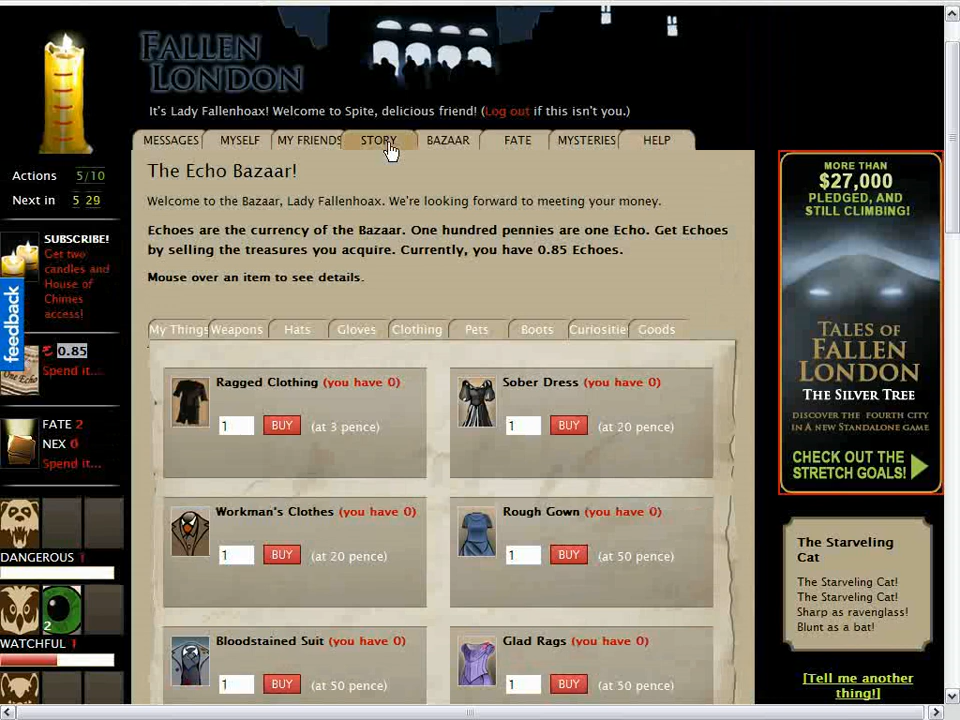 FALLEN
LONDON
It's Lady Fallenhoax! Welcome to Spite, delicious friend! (Log out if this isn't you.)
MESSAGES MYSELF MY FRIENDS STORY BAZAAR FATE MYSTERIES HELP
Actions 5/10
Next in 5 29
SUBSCRIBE!
Get two
candles and
House of
Chimes
access!
feedback
0.85
One Echo
Spend it...
FATE 2
NEX 0
Spend it...
DANGEROUS 1
2
WATCHFUL 1
The Echo Bazaar!
Welcome to the Bazaar, Lady Fallenhoax. We're looking forward to meeting your money.
Echoes are the currency of the Bazaar. One hundred pennies are one Echo. Get Echoes
by selling the treasures you acquire. Currently, you have 0.85 Echoes.
Mouse over an item to see details.
My Things Weapons Hats Gloves Clothing Pets Boots Curiositie Goods
Ragged Clothing (you have 0)
1 BUY (at 3 pence)
Sober Dress (you have 0)
1 BUY (at 20 pence)
Workman's Clothes (you have 0)
1 BUY (at 20 pence)
Rough Gown (you have 0)
1 BUY (at 50 pence)
Bloodstained Suit (you have 0)
1 BUY (at 50 pence)
Glad Rags (you have 0)
1 BUY (at 50 pence)
MORE THAN
$27,000
PLEDGED, AND
STILL CLIMBING!
TALES OF
FALLEN
LONDON
THE SILVER TREE
DISCOVER THE FOURTH CITY
IN A NEW STANDALONE GAME
CHECK OUT THE
STRETCH GOALS!
The Starveling
Cat
The Starveling Cat!
The Starveling Cat!
Sharp as ravenglass!
Blunt as a bat!
[Tell me another
thing!]